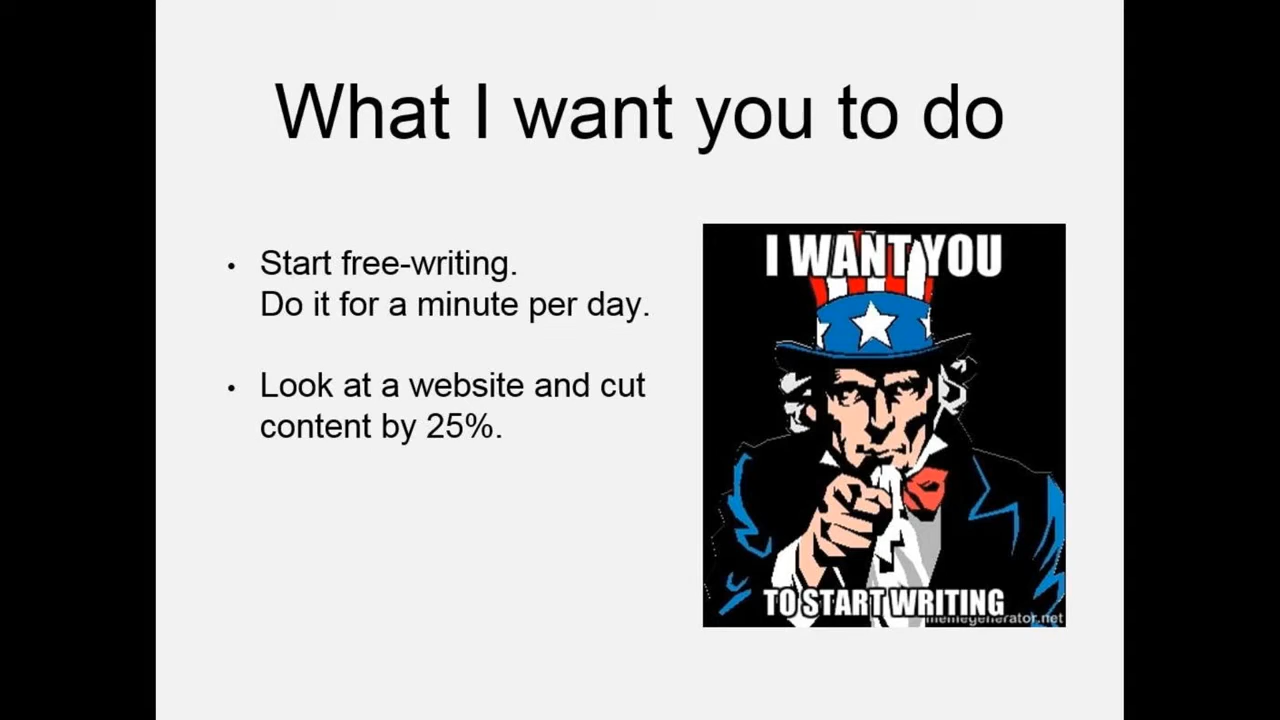 What I want you to do
• Start free-writing.
Do it for a minute per day.
• Look at a website and cut
content by 25%.
I WANT YOU
TO START WRITING
memegenerator.net